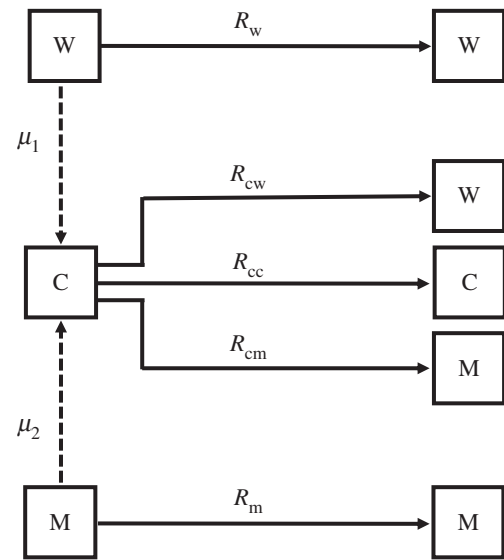 W R_w W
μ_1
R_cw W
C R_cc C
R_cm M
μ_2
M R_m M